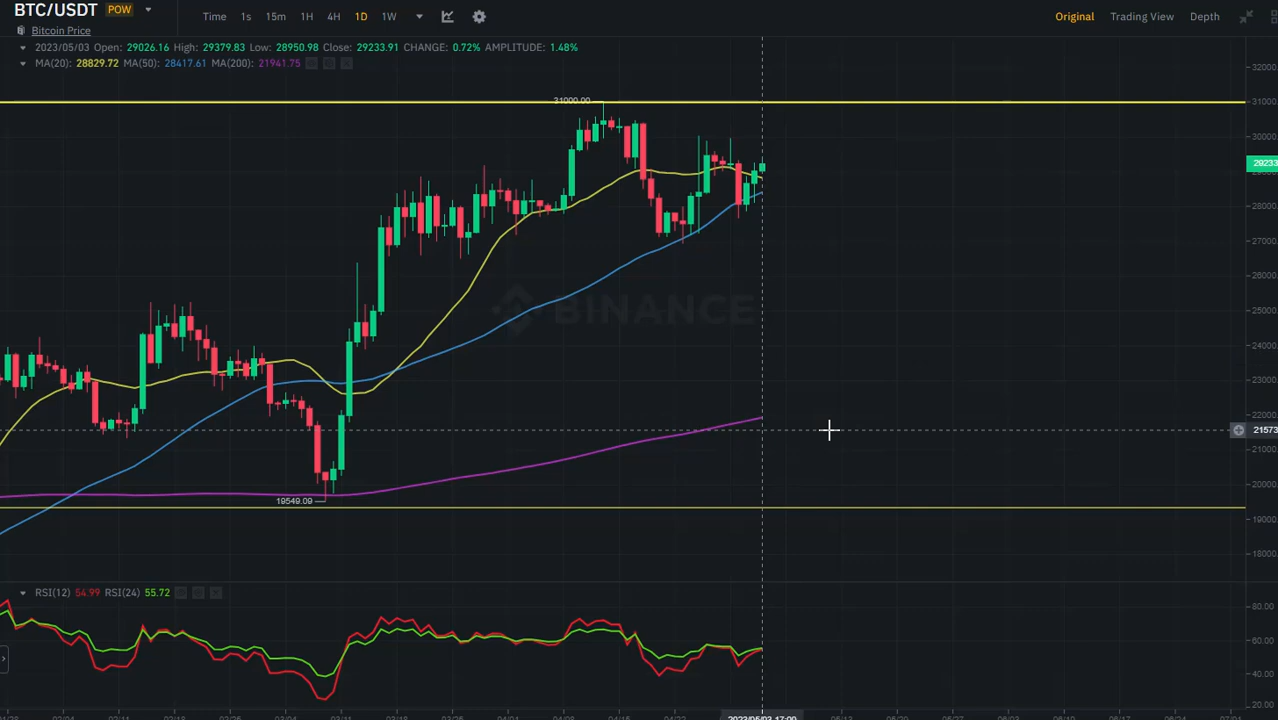 BTC/USDT POW
Bitcoin Price
Time 1s 15m 1H 4H 1D 1W
Original Trading View Depth
2023/05/03 Open: 29026.16 High: 29379.83 Low: 28950.98 Close: 29233.91 CHANGE: 0.72% AMPLITUDE: 1.48%
MA(20): 28829.72 MA(50): 28417.61 MA(200): 21941.75
32000
31000.00
31000
30000
29233
28000
27000
26000
BINANCE
25000
24000
23000
22000
21573
21000
20000
19549.09
19000
18000
RSI(12) 54.99 RSI(24) 55.72
80.00
60.00
40.00
20.00